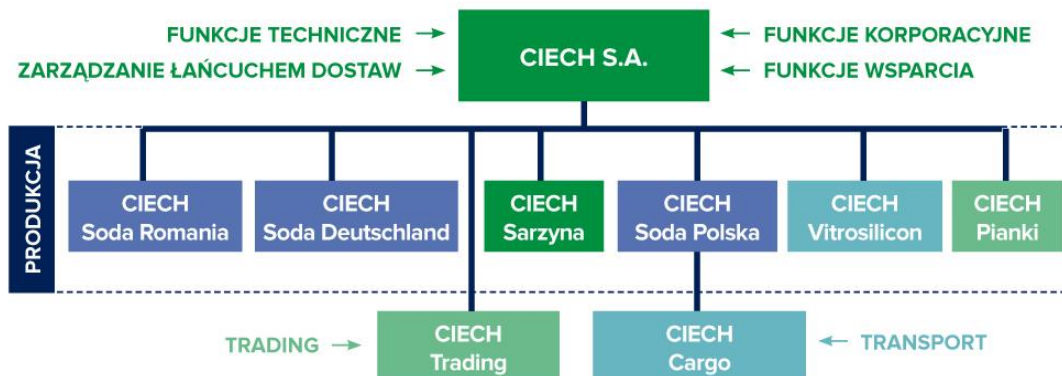 FUNKCJE TECHNICZNE →
ZARZĄDZANIE ŁAŃCUCHEM DOSTAW →
CIECH S.A.
← FUNKCJE KORPORACYJNE
← FUNKCJE WSPARCIA
PRODUKCJA
CIECH
Soda Romania
CIECH
Soda Deutschland
CIECH
Sarzyna
CIECH
Soda Polska
CIECH
Vitrosilicon
CIECH
Pianki
TRADING →
CIECH
Trading
CIECH
Cargo
← TRANSPORT